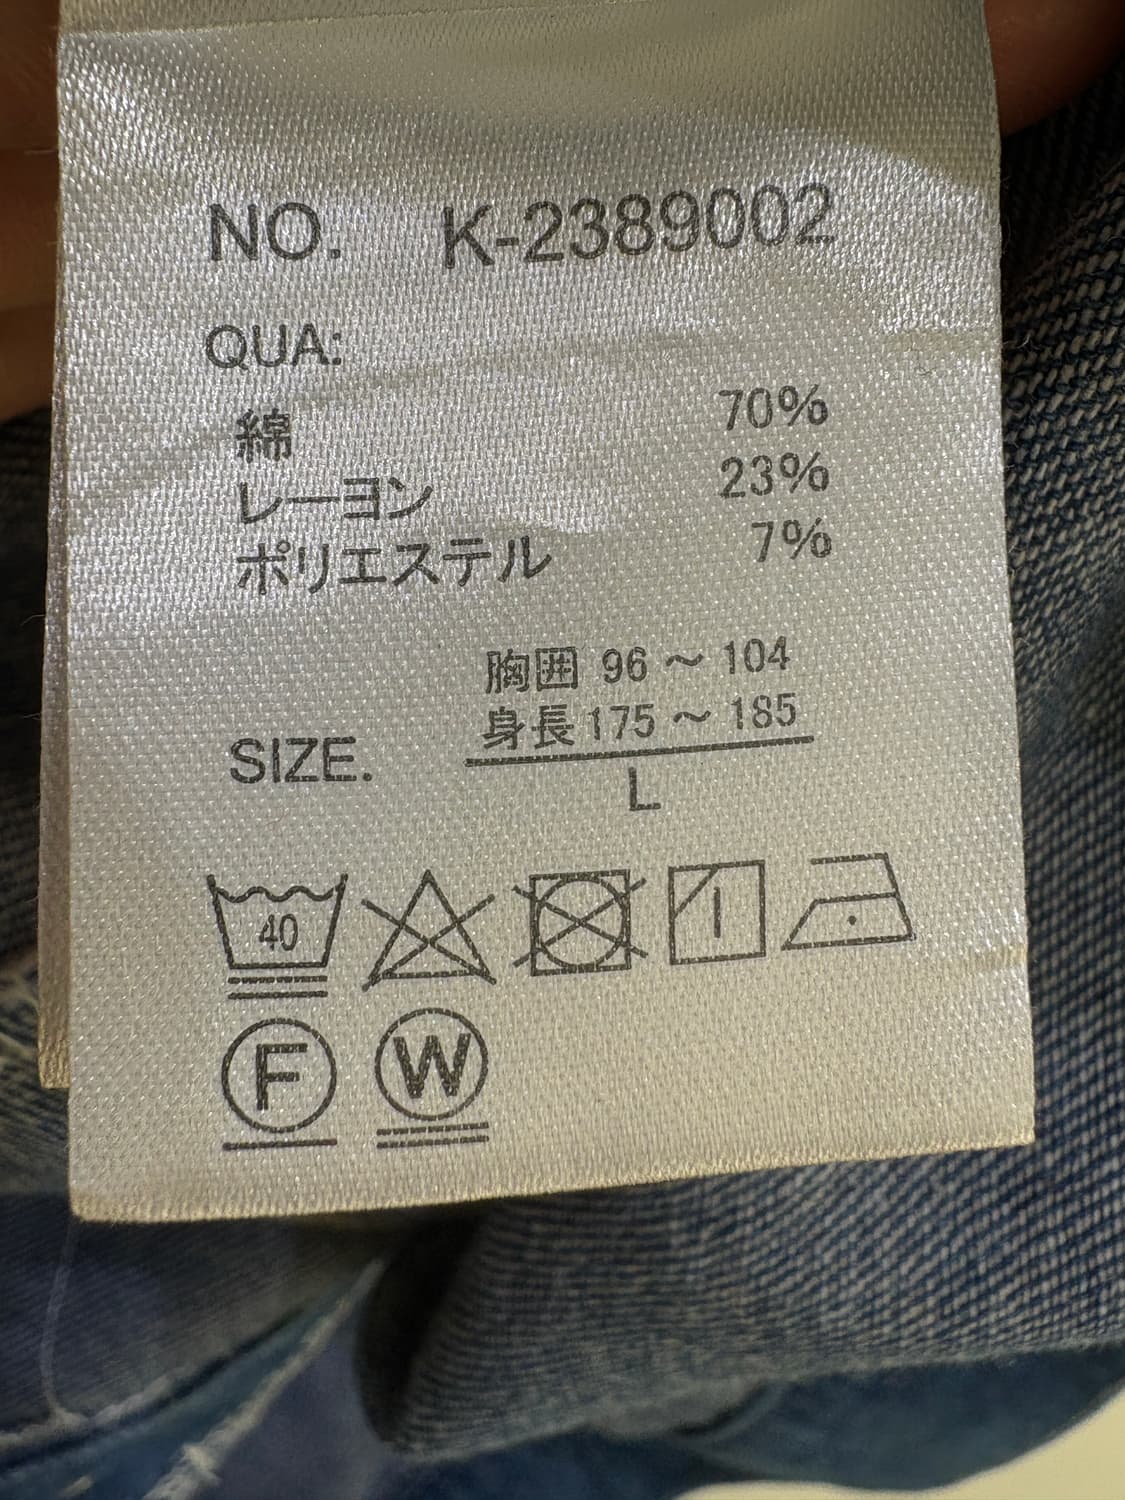 NO. K-2389002
QUA:
綿 70%
レーヨン 23%
ポリエステル 7%
胸囲 96 ～ 104
身長 175 ～ 185
SIZE. L
40
F W